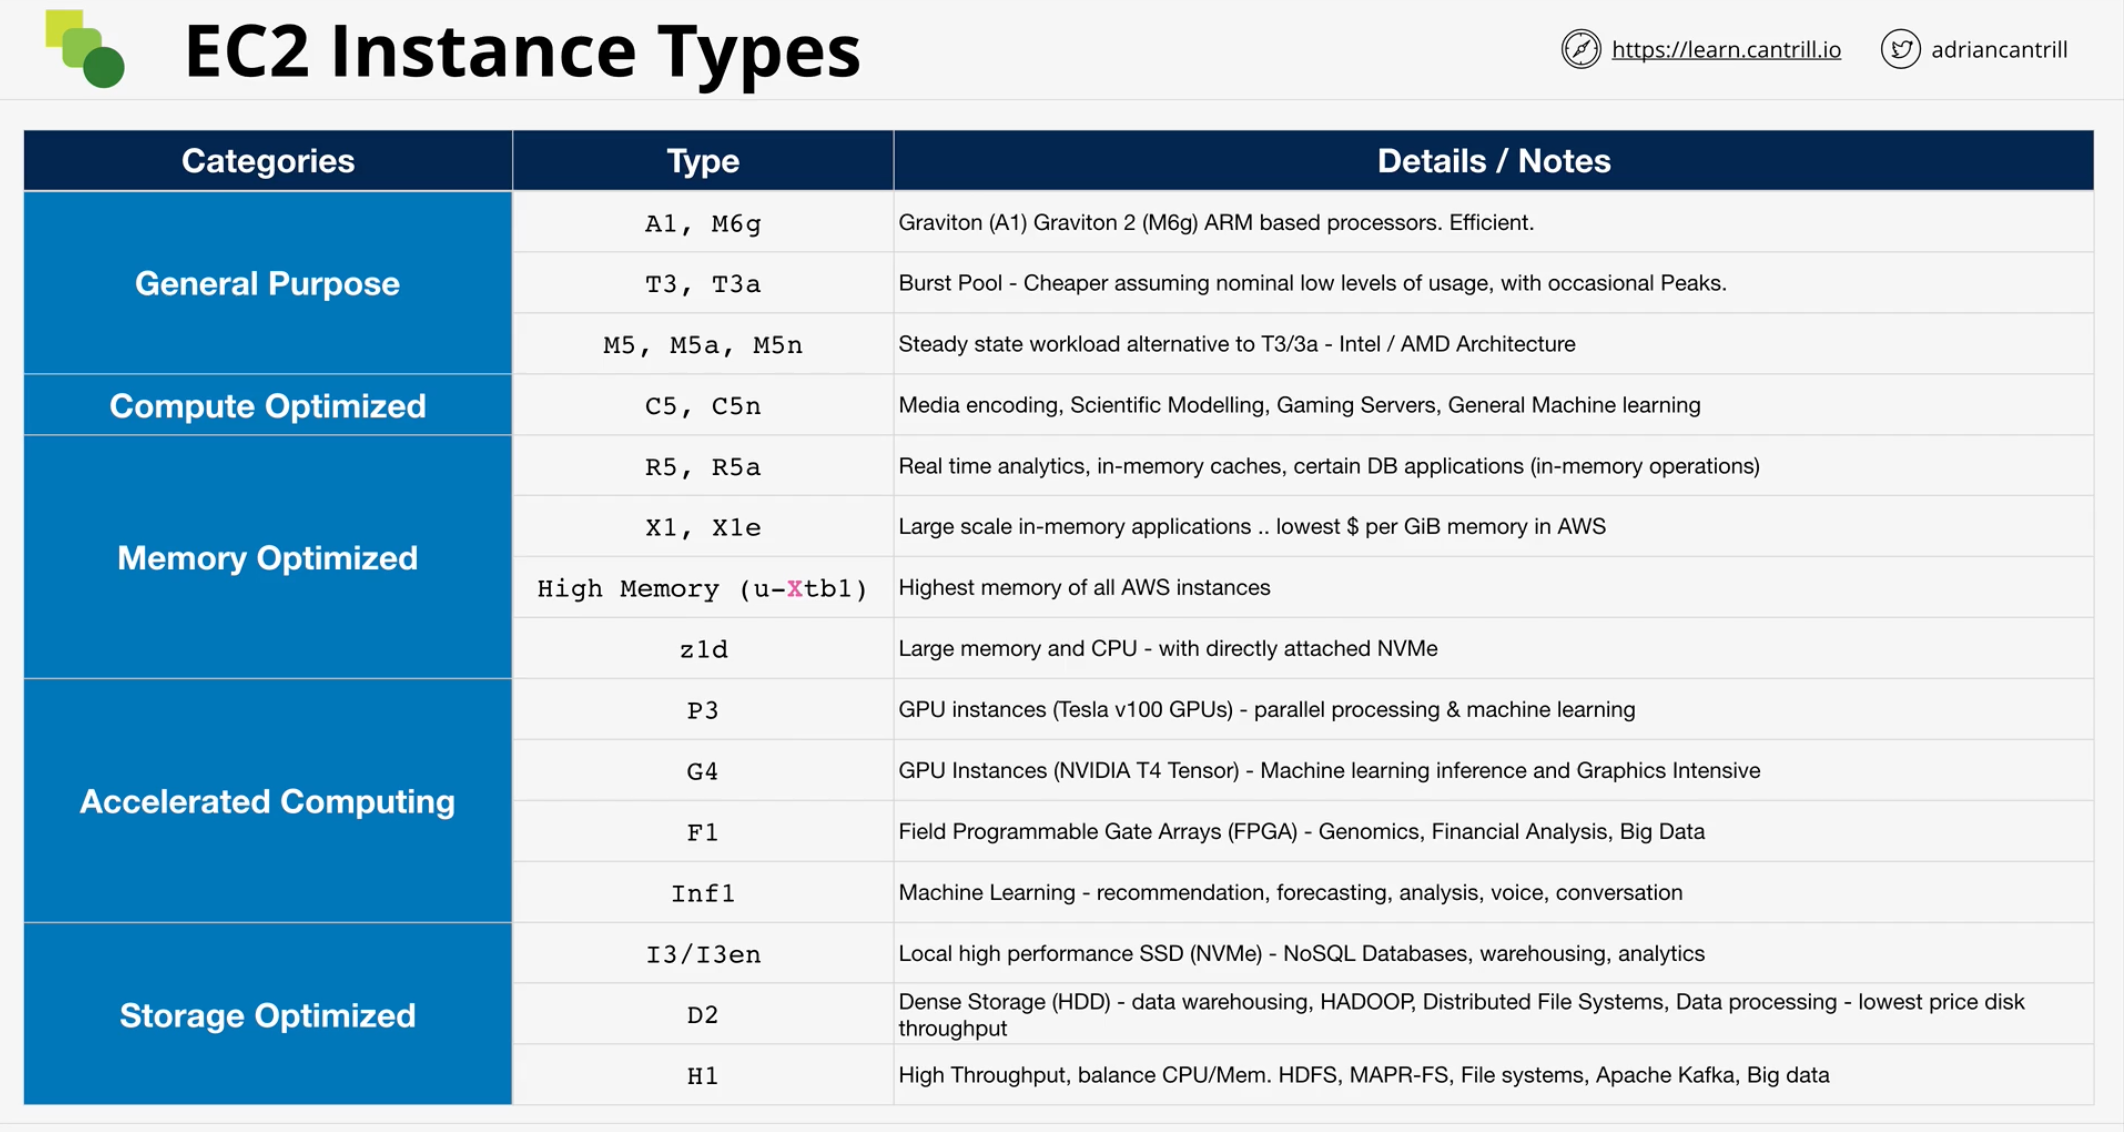 EC2 Instance Types
https://learn.cantrill.io
adriancantrill
Categories Type Details / Notes
General Purpose
A1, M6g Graviton (A1) Graviton 2 (M6g) ARM based processors. Efficient.
T3, T3a Burst Pool - Cheaper assuming nominal low levels of usage, with occasional Peaks.
M5, M5a, M5n Steady state workload alternative to T3/3a - Intel / AMD Architecture
Compute Optimized
C5, C5n Media encoding, Scientific Modelling, Gaming Servers, General Machine learning
Memory Optimized
R5, R5a Real time analytics, in-memory caches, certain DB applications (in-memory operations)
X1, X1e Large scale in-memory applications .. lowest $ per GiB memory in AWS
High Memory (u-Xtb1) Highest memory of all AWS instances
z1d Large memory and CPU - with directly attached NVMe
Accelerated Computing
P3 GPU instances (Tesla v100 GPUs) - parallel processing & machine learning
G4 GPU Instances (NVIDIA T4 Tensor) - Machine learning inference and Graphics Intensive
F1 Field Programmable Gate Arrays (FPGA) - Genomics, Financial Analysis, Big Data
Inf1 Machine Learning - recommendation, forecasting, analysis, voice, conversation
Storage Optimized
I3/I3en Local high performance SSD (NVMe) - NoSQL Databases, warehousing, analytics
D2 Dense Storage (HDD) - data warehousing, HADOOP, Distributed File Systems, Data processing - lowest price disk
throughput
H1 High Throughput, balance CPU/Mem. HDFS, MAPR-FS, File systems, Apache Kafka, Big data